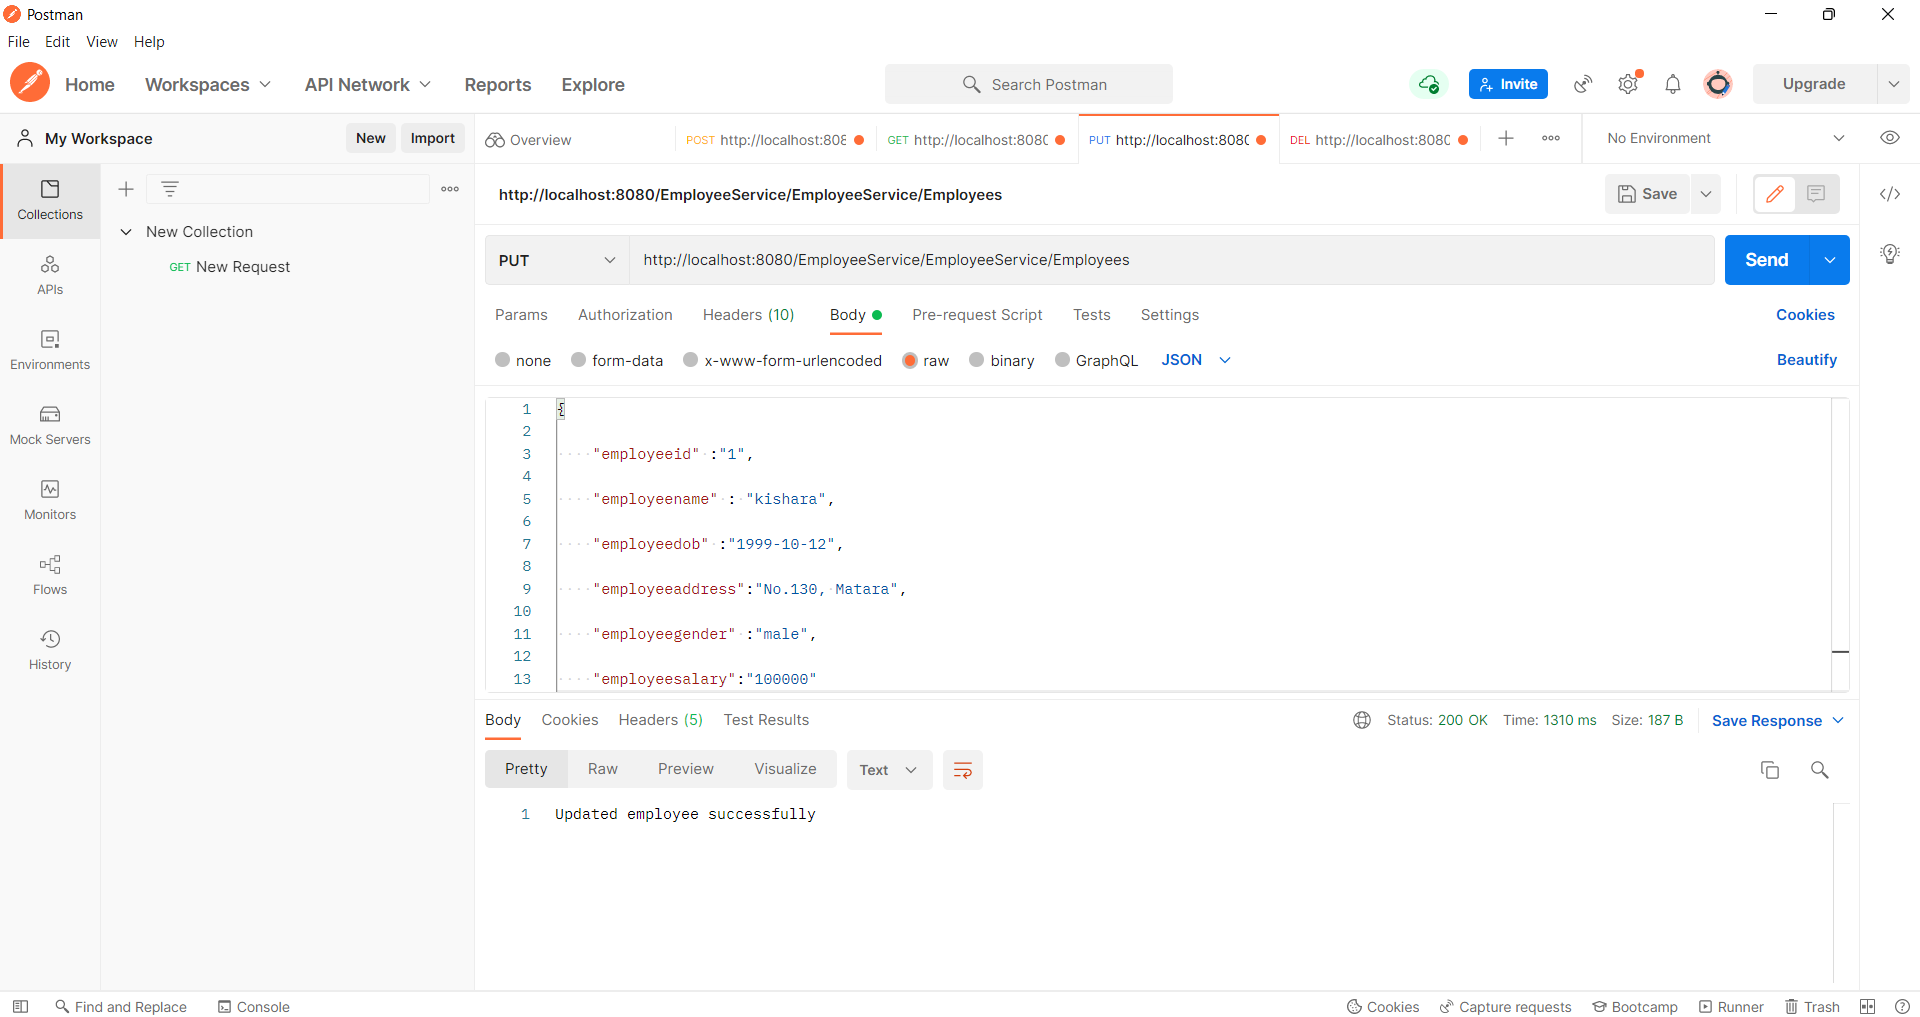 Postman
File Edit View Help
Home Workspaces API Network Reports Explore Search Postman Invite Upgrade
My Workspace New Import Overview POST http://localhost:808 GET http://localhost:8080 PUT http://localhost:8080 DEL http://localhost:8080 No Environment
Collections
APIs
Environments
Mock Servers
Monitors
Flows
History
New Collection
GET New Request
http://localhost:8080/EmployeeService/EmployeeService/Employees Save
PUT http://localhost:8080/EmployeeService/EmployeeService/Employees Send
Params Authorization Headers (10) Body Pre-request Script Tests Settings Cookies
none form-data x-www-form-urlencoded raw binary GraphQL JSON Beautify
1 {
2
3 "employeeid" :"1",
4
5 "employeename" : "kishara",
6
7 "employeedob" :"1999-10-12",
8
9 "employeeaddress":"No.130, Matara",
10
11 "employeegender" :"male",
12
13 "employeesalary":"100000"
Body Cookies Headers (5) Test Results Status: 200 OK Time: 1310 ms Size: 187 B Save Response
Pretty Raw Preview Visualize Text
1 Updated employee successfully
Find and Replace Console Cookies Capture requests Bootcamp Runner Trash